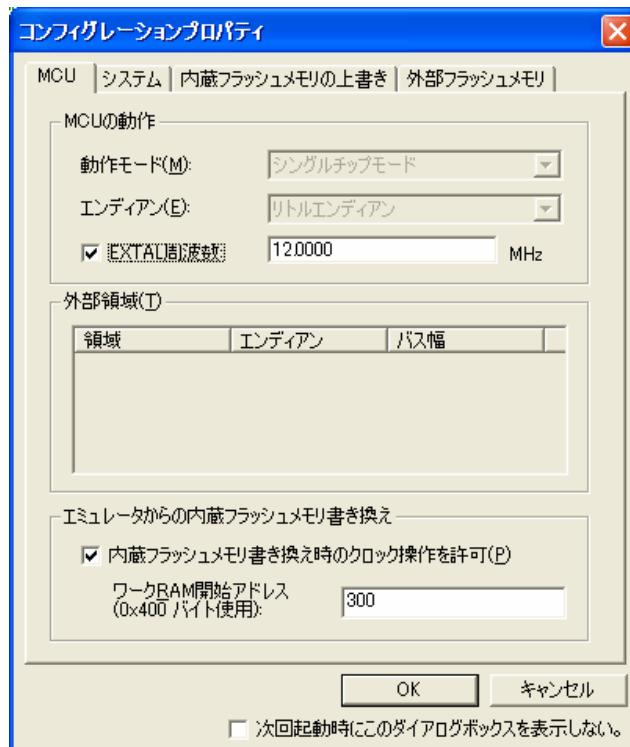 コンフィグレーションプロパティ
MCU システム 内蔵フラッシュメモリの上書き 外部フラッシュメモリ
MCUの動作
動作モード(M): シングルチップモード
エンディアン(E): リトルエンディアン
EXTAL周波数: 12.0000 MHz
外部領域(T)
領域 エンディアン バス幅
エミュレータからの内蔵フラッシュメモリ書き換え
内蔵フラッシュメモリ書き換え時のクロック操作を許可(P)
ワークRAM開始アドレス
(0x400 バイト使用): 300
OK キャンセル
次回起動時にこのダイアログボックスを表示しない。